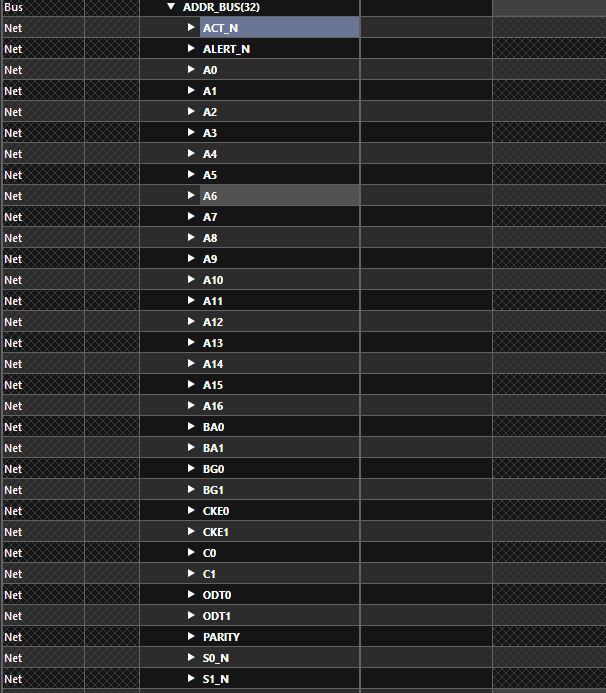 Bus ADDR_BUS(32)
Net ACT_N
Net ALERT_N
Net A0
Net A1
Net A2
Net A3
Net A4
Net A5
Net A6
Net A7
Net A8
Net A9
Net A10
Net A11
Net A12
Net A13
Net A14
Net A15
Net A16
Net BA0
Net BA1
Net BG0
Net BG1
Net CKE0
Net CKE1
Net C0
Net C1
Net ODT0
Net ODT1
Net PARITY
Net S0_N
Net S1_N